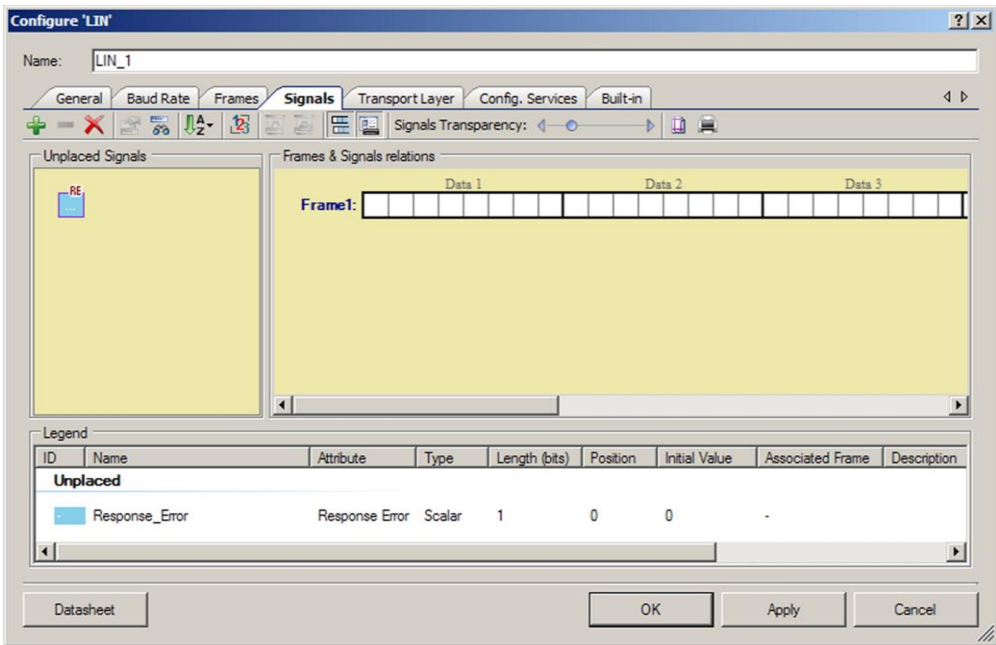 Configure 'LIN'
Name: LIN_1
General Baud Rate Frames Signals Transport Layer Config. Services Built-in
Signals Transparency:
Unplaced Signals
RE
...
Frames & Signals relations
Data 1 Data 2 Data 3
Frame1:
Legend
ID Name Attribute Type Length (bits) Position Initial Value Associated Frame Description
Unplaced
- Response_Error Response Error Scalar 1 0 0 -
Datasheet OK Apply Cancel